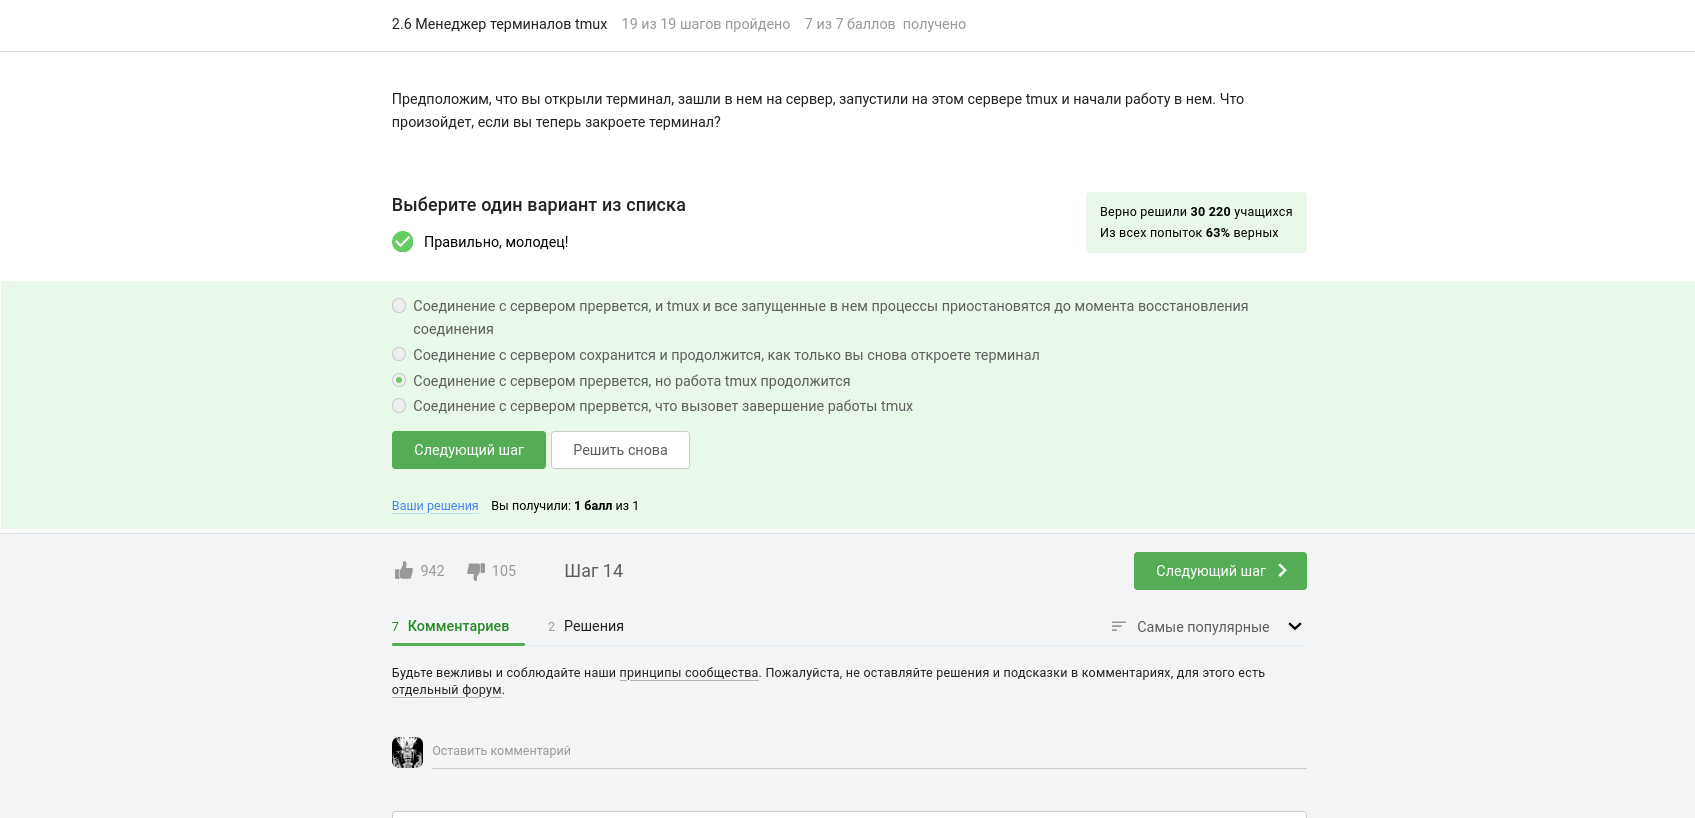 2.6 Менеджер терминалов tmux 19 из 19 шагов пройдено 7 из 7 баллов получено
Предположим, что вы открыли терминал, зашли в нем на сервер, запустили на этом сервере tmux и начали работу в нем. Что
произойдет, если вы теперь закроете терминал?
Выберите один вариант из списка
Правильно, молодец!
Верно решили 30 220 учащихся
Из всех попыток 63% верных
Соединение с сервером прервется, и tmux и все запущенные в нем процессы приостановятся до момента восстановления
соединения
Соединение с сервером сохранится и продолжится, как только вы снова откроете терминал
Соединение с сервером прервется, но работа tmux продолжится
Соединение с сервером прервется, что вызовет завершение работы tmux
Следующий шаг Решить снова
Ваши решения Вы получили: 1 балл из 1
942 105 Шаг 14 Следующий шаг
7 Комментариев 2 Решения Самые популярные
Будьте вежливы и соблюдайте наши принципы сообщества. Пожалуйста, не оставляйте решения и подсказки в комментариях, для этого есть
отдельный форум.
Оставить комментарий